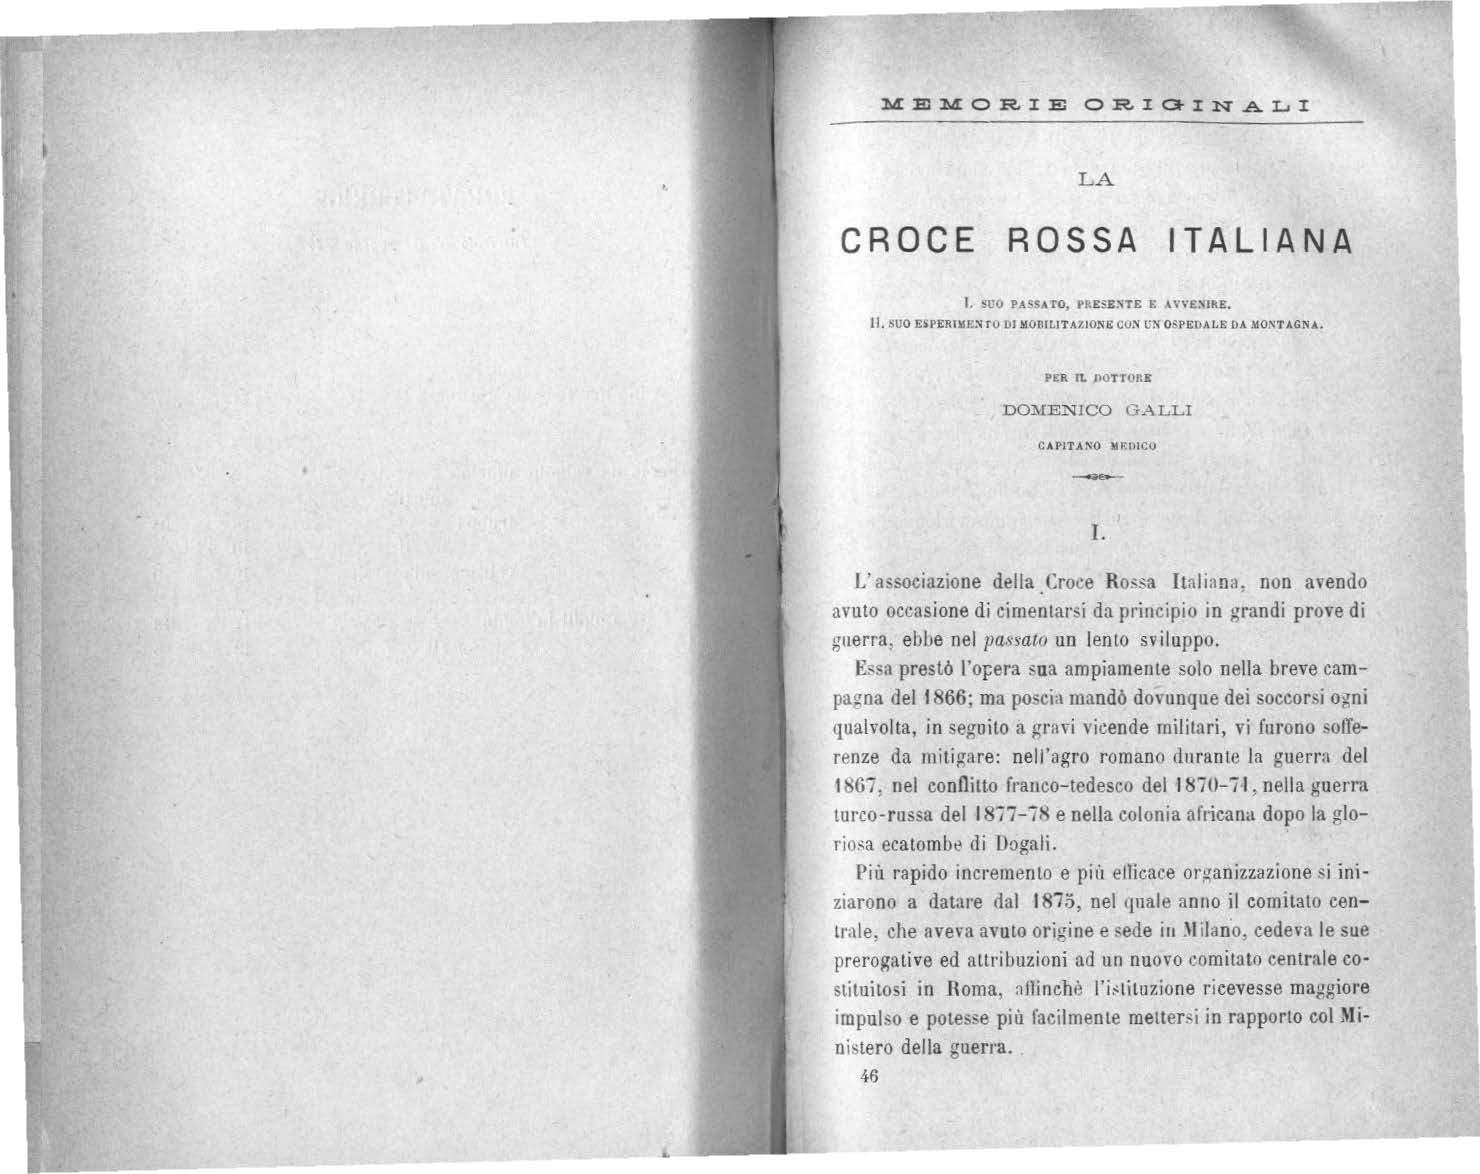 MEMORIE ORIGINALI
LA
CROCE ROSSA ITALIANA
I. SUO PASSATO, PRESENTE E AVVENIRE.
II. SUO ESPERIMENTO DI MOBILITAZIONE CON UN OSPEDALE DA MONTAGNA.
PER IL DOTTORE
DOMENICO GALLI
CAPITANO MEDICO
I.
L'associazione della Croce Rossa Italiana, non avendo
avuto occasione di cimentarsi da principio in grandi prove di
guerra, ebbe nel passato un lento sviluppo.
Essa prestò l'opera sua ampiamente solo nella breve cam-
pagna del 1866; ma poscia mandò dovunque dei soccorsi ogni
qualvolta, in seguito a gravi vicende militari, vi furono soffe-
renze da mitigare: nell'agro romano durante la guerra del
1867, nel conflitto franco-tedesco del 1870-71, nella guerra
turco-russa del 1877-78 e nella colonia africana dopo la glo-
riosa ecatombe di Dogali.
Più rapido incremento e più efficace organizzazione si ini-
ziarono a datare dal 1875, nel quale anno il comitato cen-
trale, che aveva avuto origine e sede in Milano, cedeva le sue
prerogative ed attribuzioni ad un nuovo comitato centrale co-
stituitosi in Roma, affinchè l'istituzione ricevesse maggiore
impulso e potesse più facilmente mettersi in rapporto col Mi-
nistero della guerra.
46